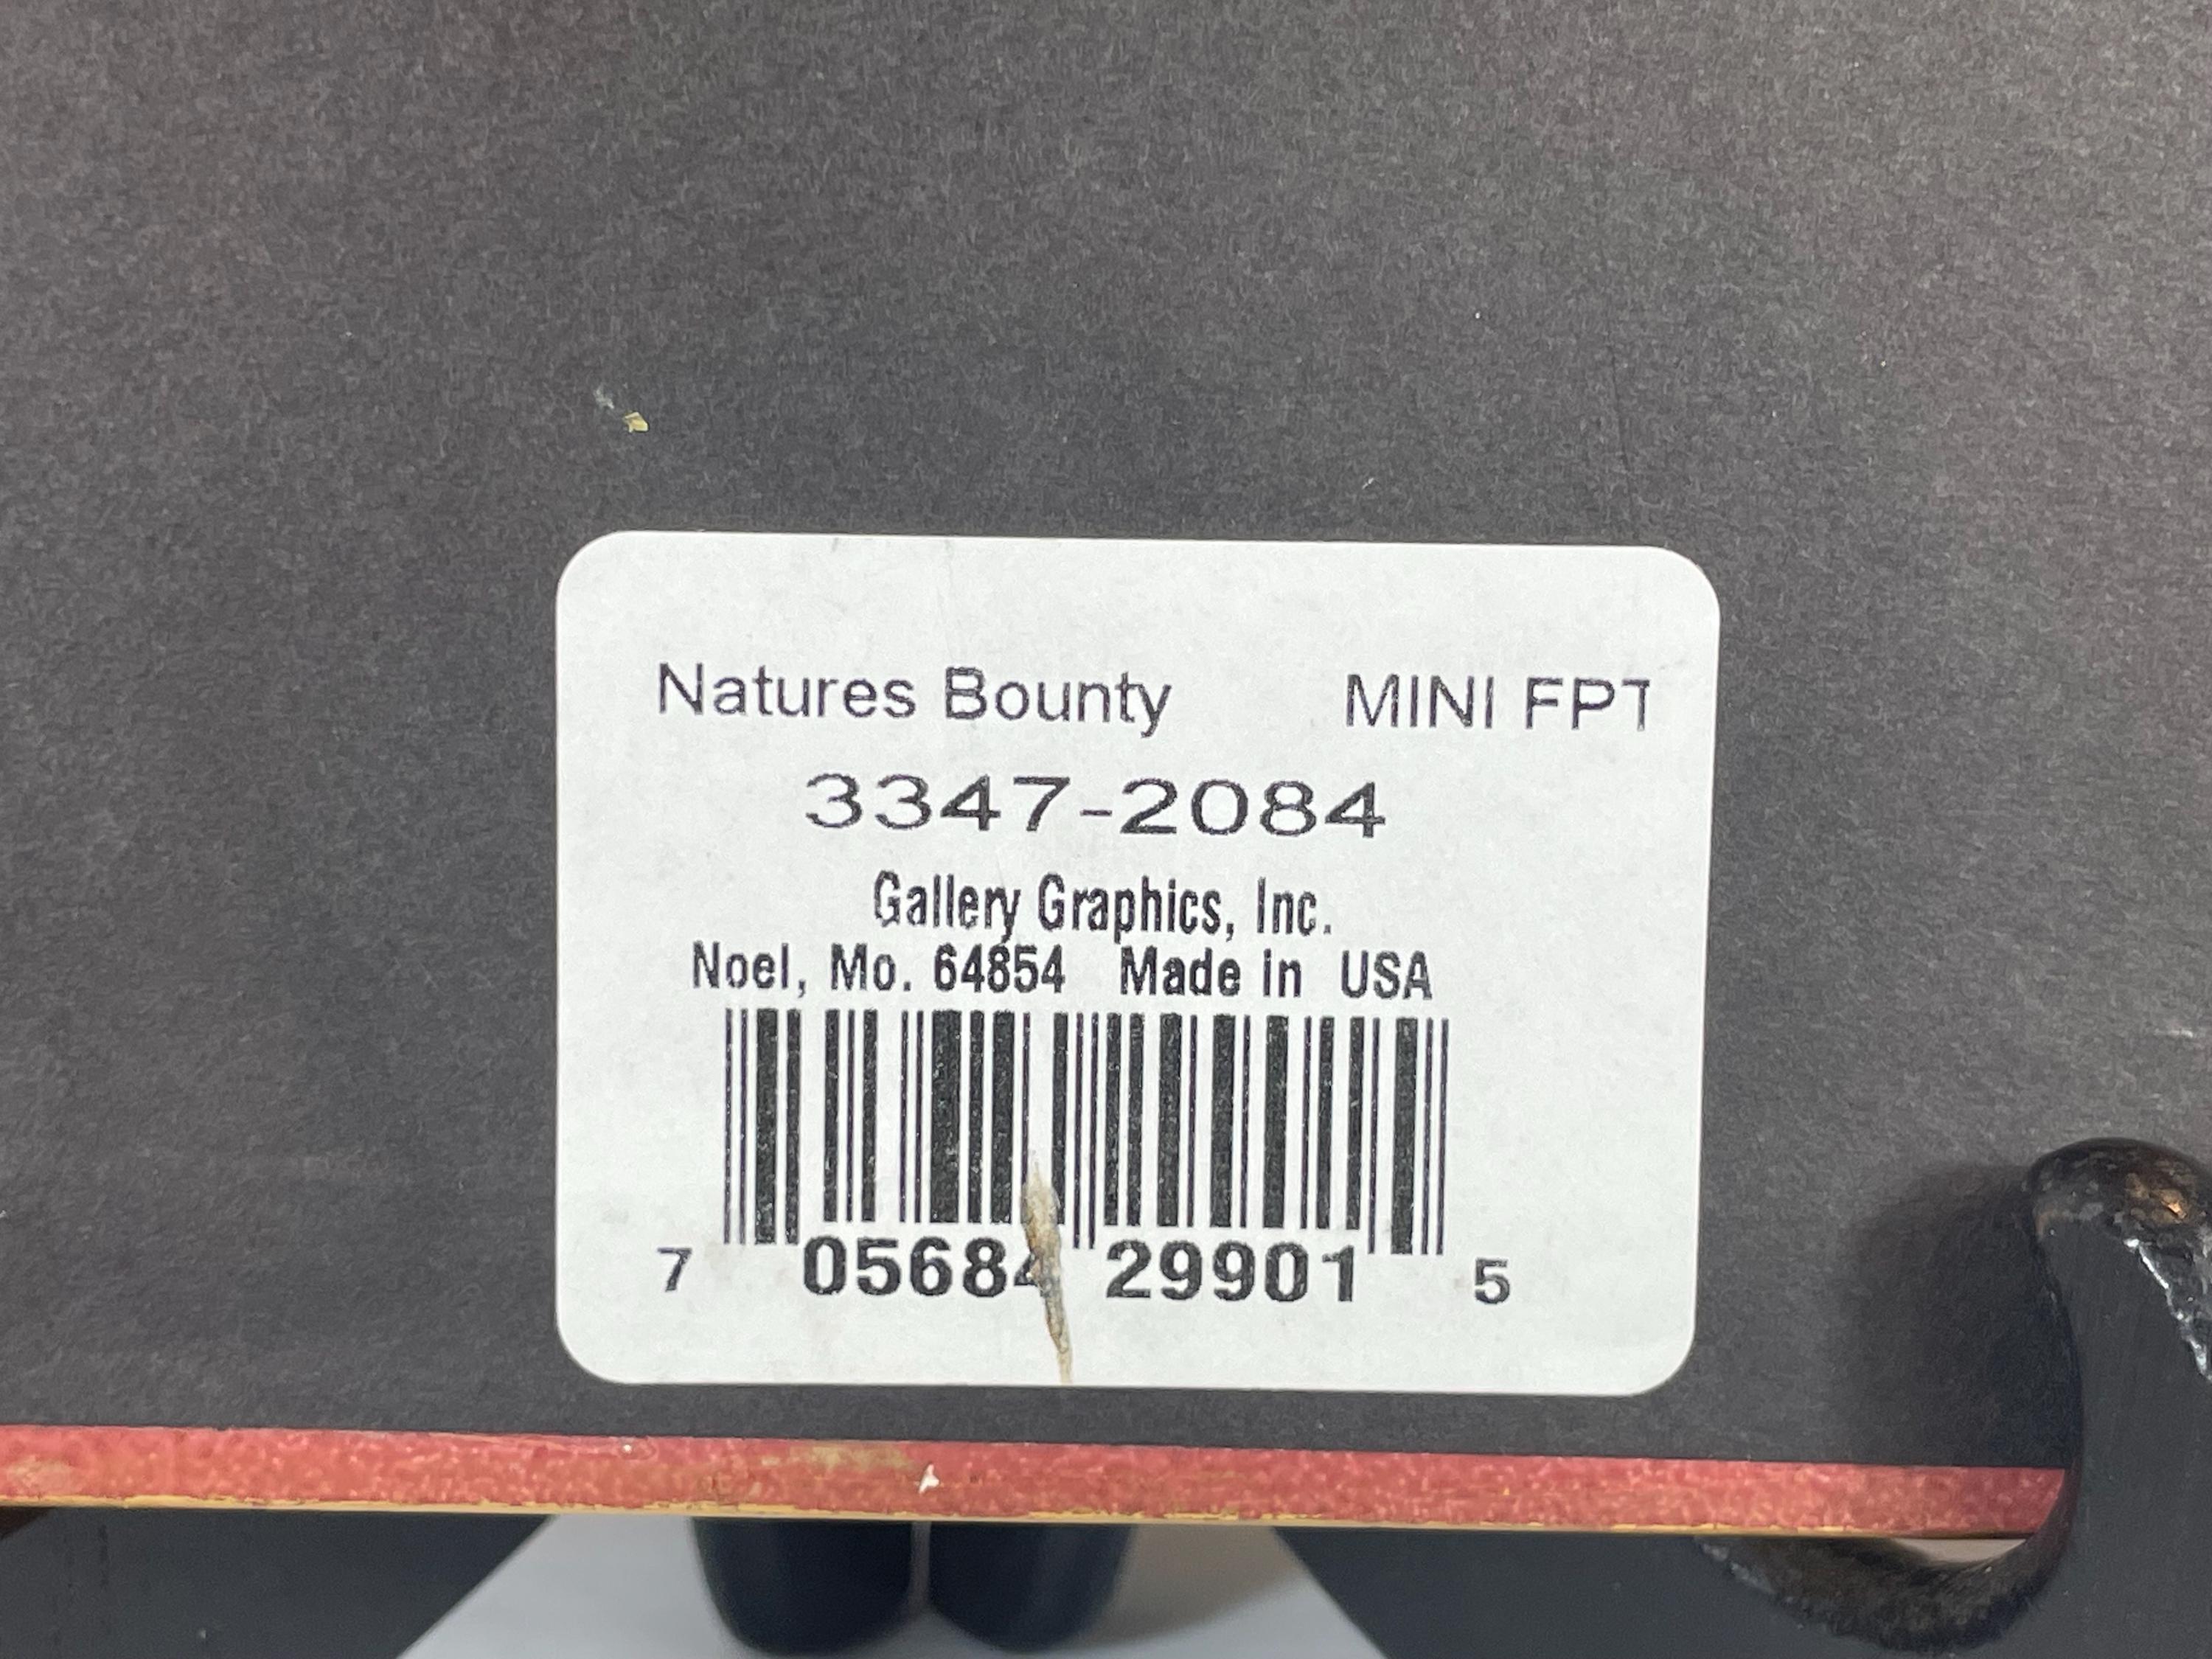 Natures Bounty MINI FPT
3347-2084
Gallery Graphics, Inc.
Noel, Mo. 64854 Made in USA
7 05684 29901 5